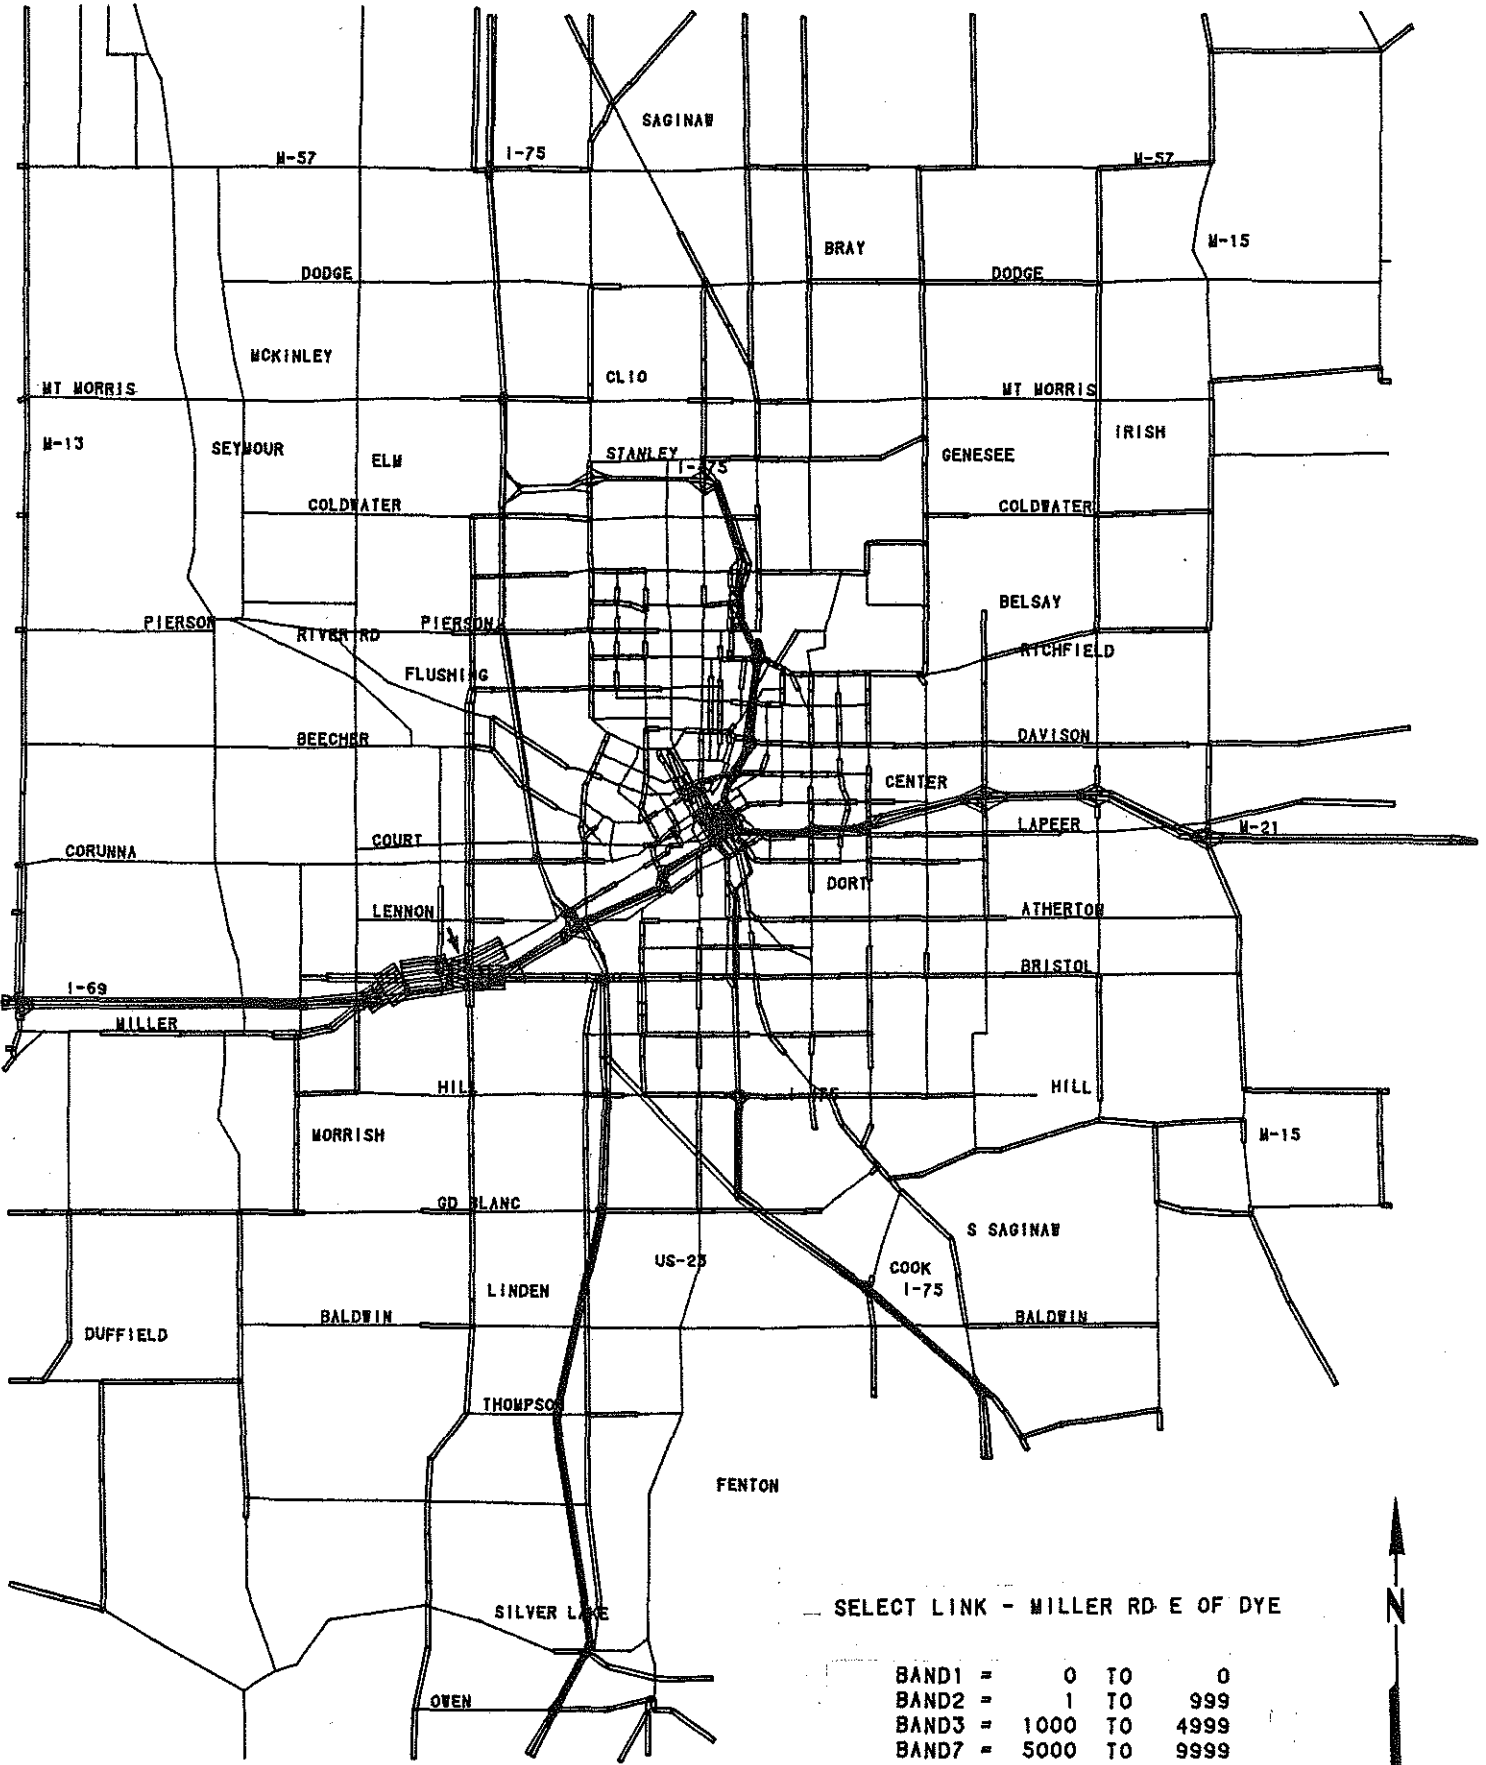 SAGINAW
M-57
I-75
M-57
BRAY
M-15
DODGE
DODGE
MCKINLEY
CLIO
MT MORRIS
MT MORRIS
M-13
SEYMOUR
ELM
STANLEY
GENESEE
IRISH
COLDWATER
COLDWATER
BELSAY
PIERSON
RIVER RD
PIERSON
RICHFIELD
FLUSHING
BEECHER
DAVISON
CENTER
COURT
LAPEER
M-21
CORUNNA
DORT
LENNON
ATHERTON
BRISTOL
I-69
MILLER
HILL
HILL
MORRISH
M-15
GD BLANC
S SAGINAW
US-23
COOK
I-75
LINDEN
BALDWIN
BALDWIN
DUFFIELD
THOMPSON
FENTON
SILVER LAKE
OWEN
SELECT LINK - MILLER RD E OF DYE
N
BAND1 = 0 TO 0
BAND2 = 1 TO 999
BAND3 = 1000 TO 4999
BAND7 = 5000 TO 9999